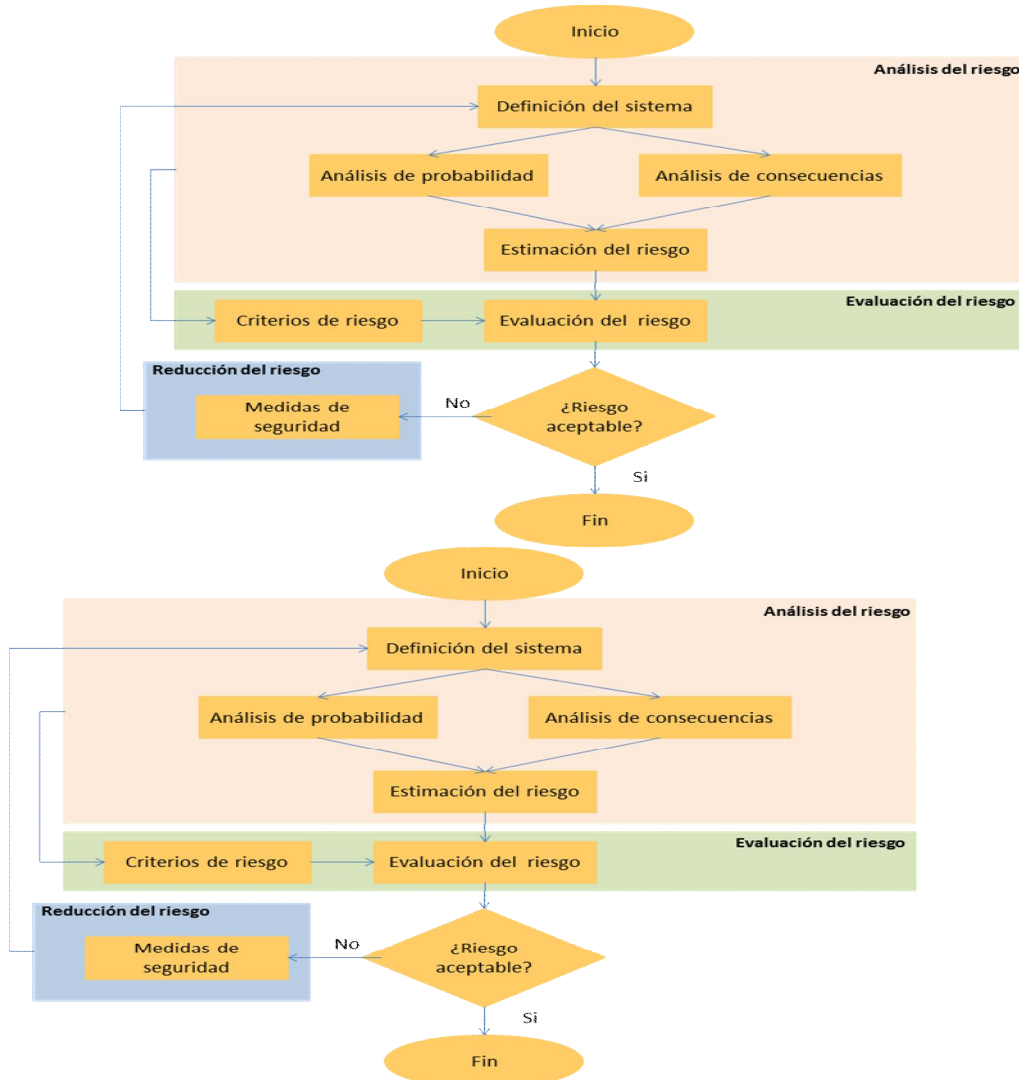 Inicio
Análisis del riesgo
Definición del sistema
Análisis de probabilidad
Análisis de consecuencias
Estimación del riesgo
Evaluación del riesgo
Criterios de riesgo
Evaluación del riesgo
Reducción del riesgo
Medidas de
seguridad
No
¿Riesgo
aceptable?
Si
Fin
Inicio
Análisis del riesgo
Definición del sistema
Análisis de probabilidad
Análisis de consecuencias
Estimación del riesgo
Evaluación del riesgo
Criterios de riesgo
Evaluación del riesgo
Reducción del riesgo
Medidas de
seguridad
No
¿Riesgo
aceptable?
Si
Fin